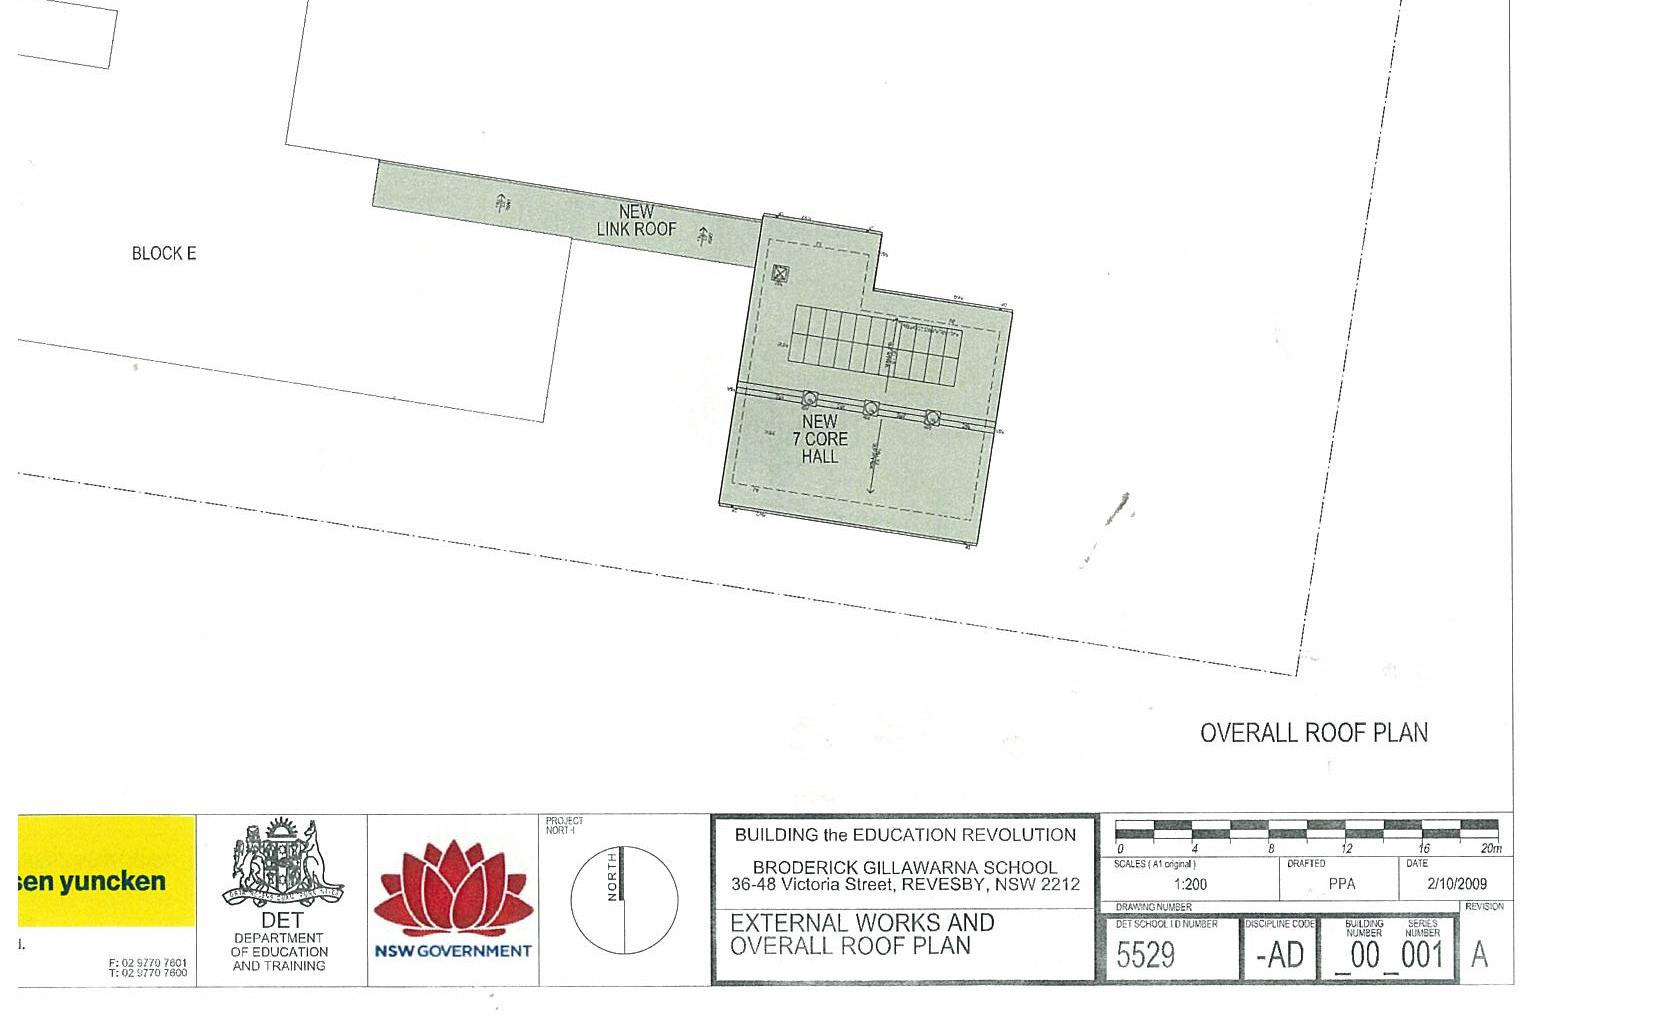 NEW
LINK ROOF
BLOCK E
NEW
7 CORE
HALL
OVERALL ROOF PLAN
sen yuncken
F: 02 9770 7601
T: 02 9770 7600
DET
DEPARTMENT
OF EDUCATION
AND TRAINING
NSW GOVERNMENT
PROJECT
NORTH
NORTH
BUILDING the EDUCATION REVOLUTION
BRODERICK GILLAWARNA SCHOOL
36-48 Victoria Street, REVESBY, NSW 2212
EXTERNAL WORKS AND
OVERALL ROOF PLAN
0 4 8 12 16 20m
SCALES ( A1 original )
1:200
DRAFTED
PPA
DATE
2/10/2009
DRAWING NUMBER
REVISION
DET SCHOOL I.D NUMBER
5529
DISCIPLINE CODE
-AD
BUILDING
NUMBER
_00
SERIES
NUMBER
_001
A